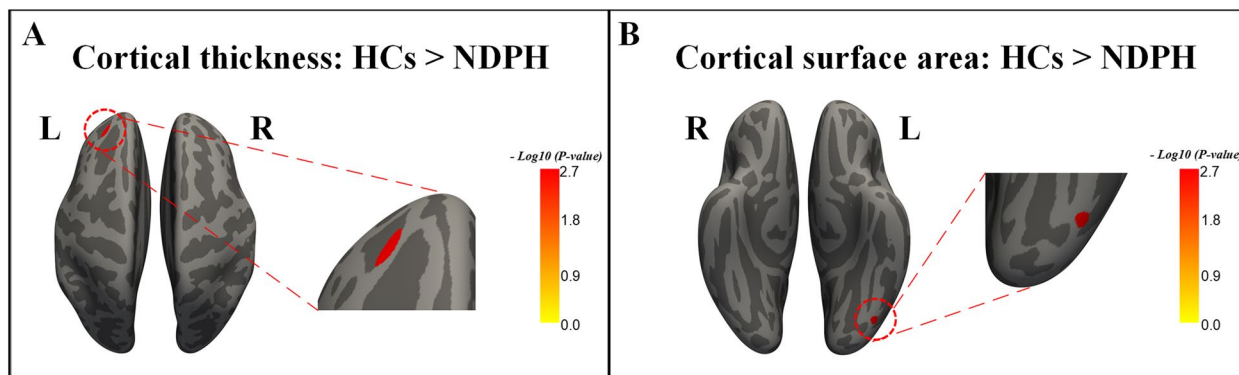 A
Cortical thickness: HCs > NDPH
L
R
- Log10 (P-value)
2.7
1.8
0.9
0.0
B
Cortical surface area: HCs > NDPH
R
L
- Log10 (P-value)
2.7
1.8
0.9
0.0